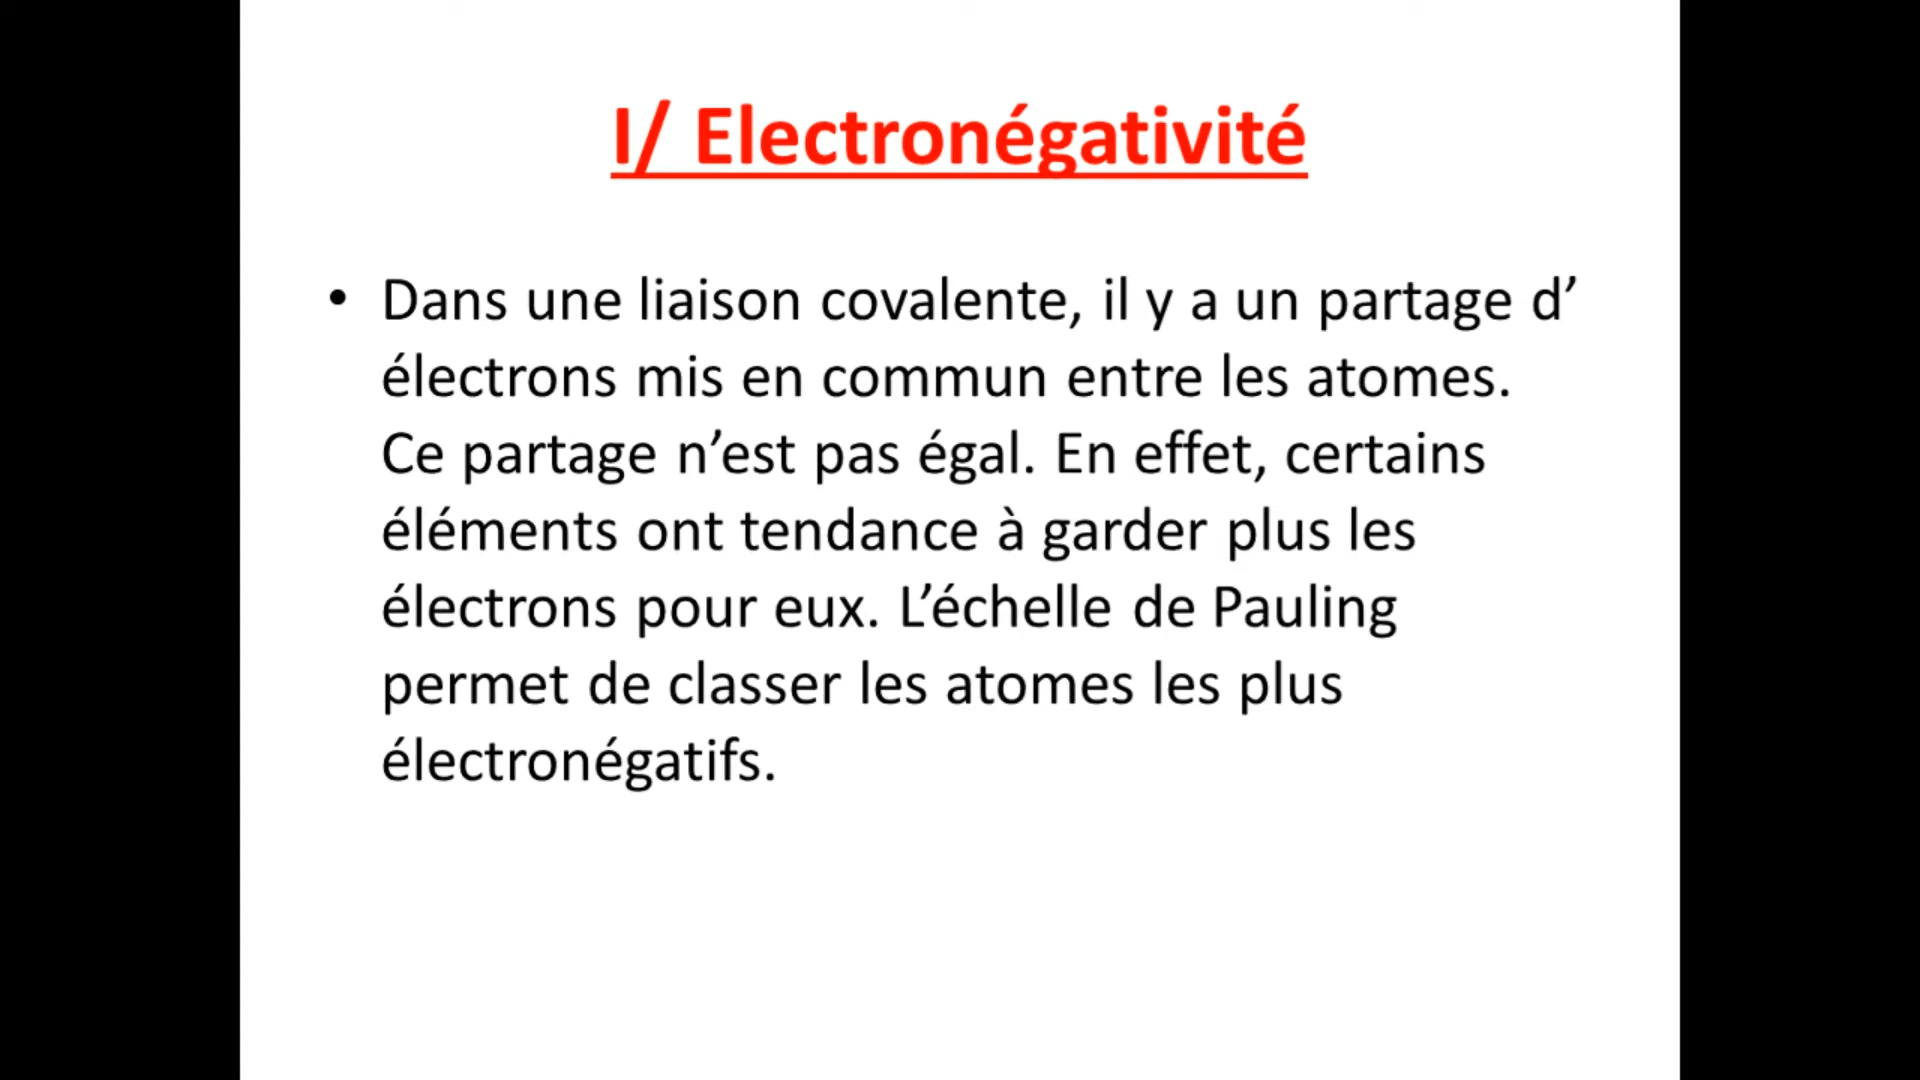 I/ Electronégativité
• Dans une liaison covalente, il y a un partage d’
électrons mis en commun entre les atomes.
Ce partage n’est pas égal. En effet, certains
éléments ont tendance à garder plus les
électrons pour eux. L’échelle de Pauling
permet de classer les atomes les plus
électronégatifs.